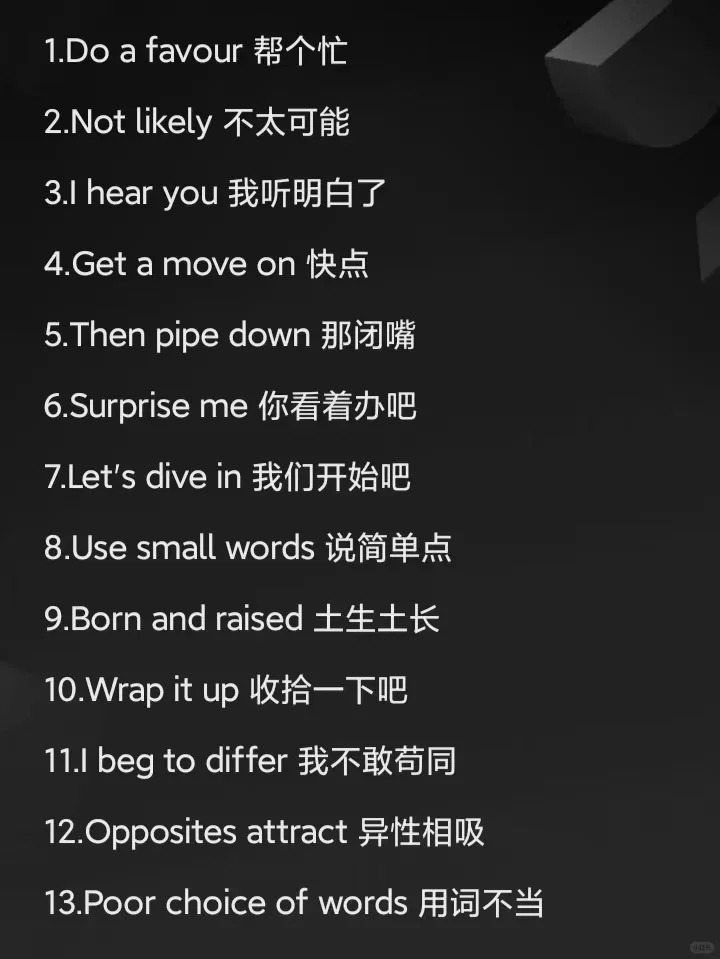 1.Do a favour 帮个忙
2.Not likely 不太可能
3.I hear you 我听明白了
4.Get a move on 快点
5.Then pipe down 那闭嘴
6.Surprise me 你看着办吧
7.Let's dive in 我们开始吧
8.Use small words 说简单点
9.Born and raised 土生土长
10.Wrap it up 收拾一下吧
11.I beg to differ 我不敢苟同
12.Opposites attract 异性相吸
13.Poor choice of words 用词不当